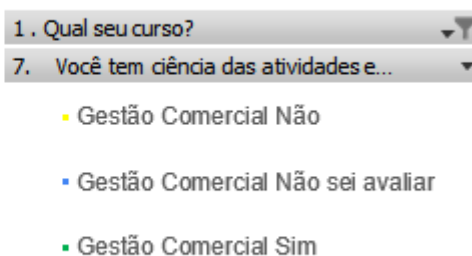 1. Qual seu curso?
7. Você tem ciência das atividades e...
Gestão Comercial Não
Gestão Comercial Não sei avaliar
Gestão Comercial Sim